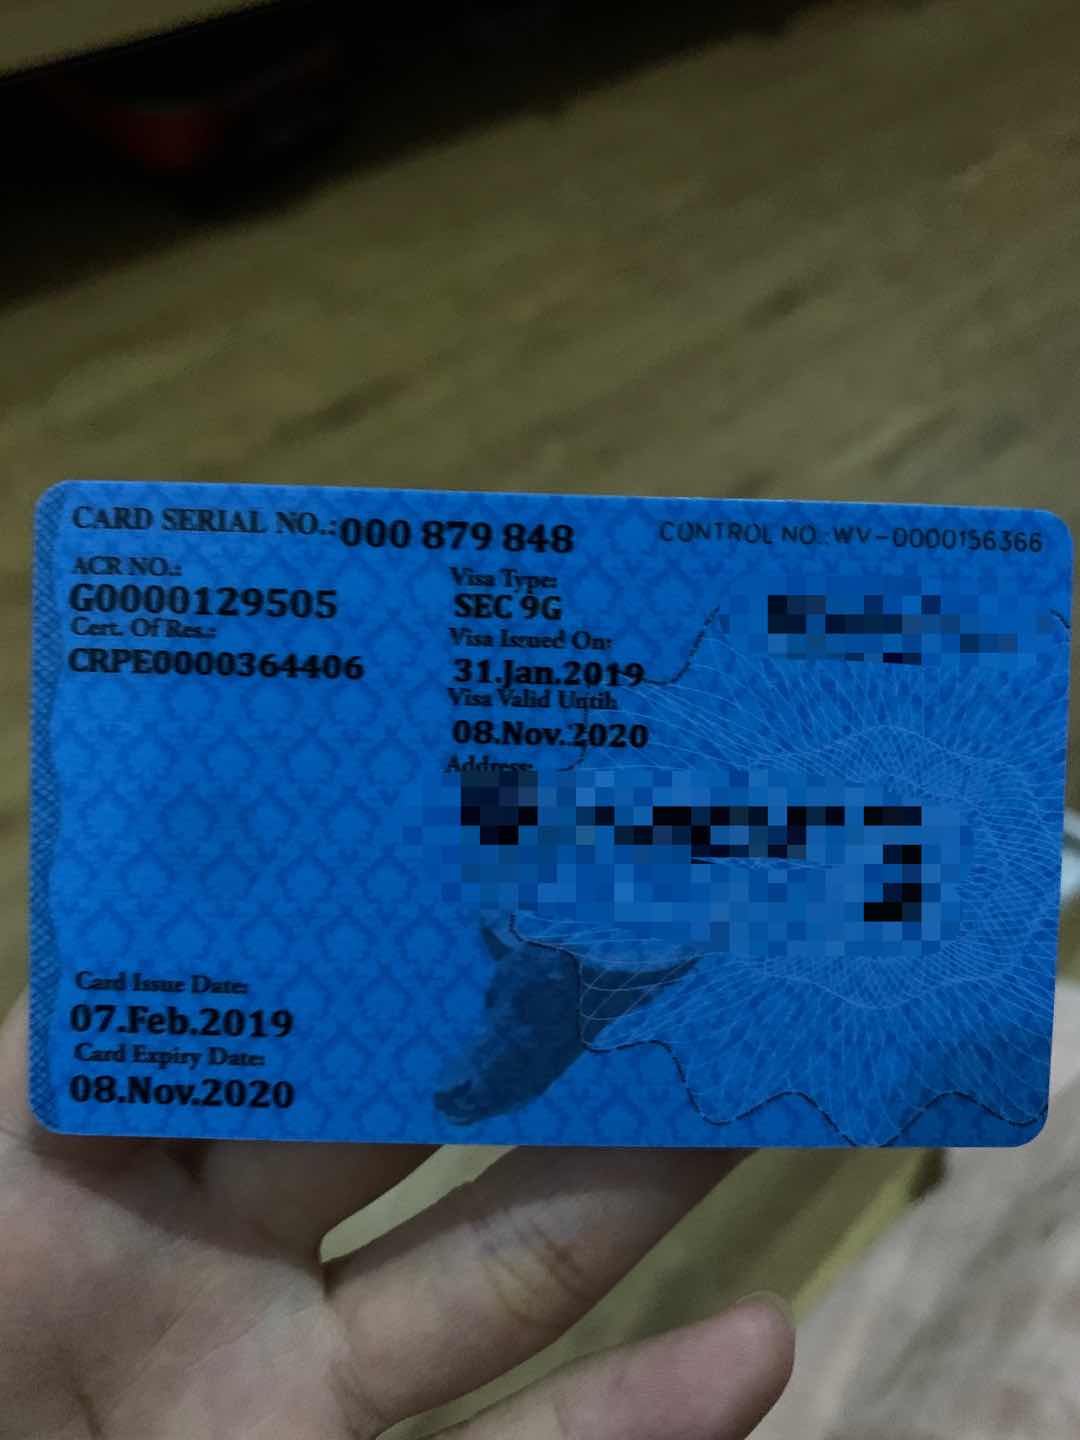 CARD SERIAL NO.: 000 879 848
CONTROL NO.: WV-0000156366
ACR NO.:
G0000129505
Cert. Of Res.:
CRPE0000364406
Visa Type:
SEC 9G
Visa Issued On:
31.Jan.2019
Visa Valid Until:
08.Nov.2020
Address:
Card Issue Date:
07.Feb.2019
Card Expiry Date:
08.Nov.2020